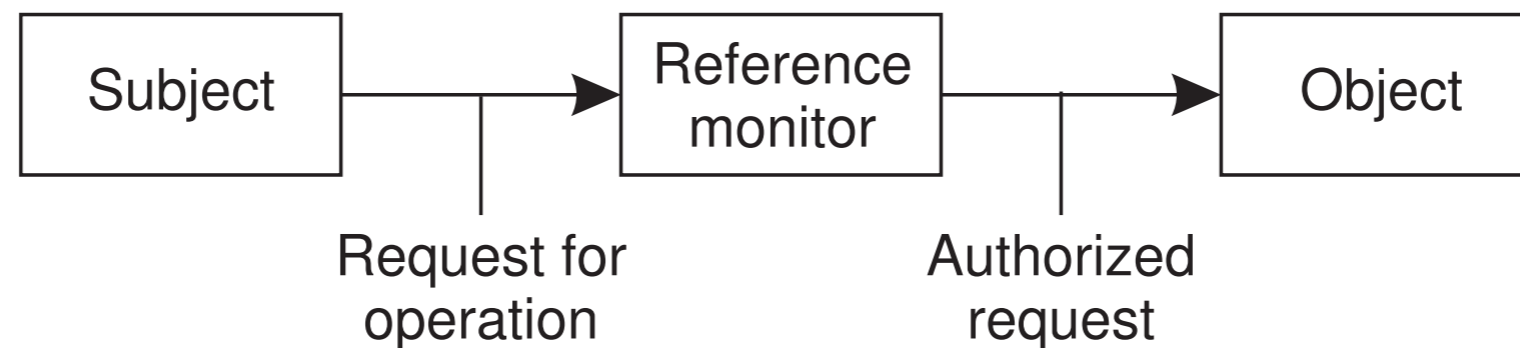 Subject
Reference
monitor
Object
Request for
operation
Authorized
request